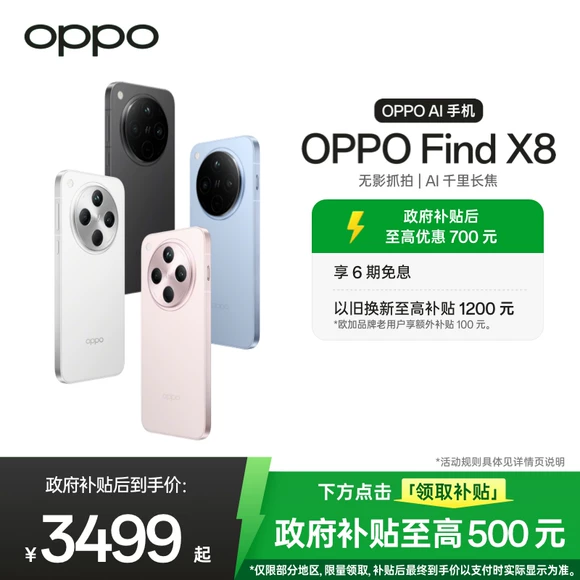 oppo
OPPO AI 手机
OPPO Find X8
无影抓拍 | AI 千里长焦
政府补贴后
至高优惠 700 元
享 6 期免息
以旧换新至高补贴 1200 元
*欧加品牌老用户享额外补贴 100 元。
oppo
oppo
*活动规则具体见详情页说明
政府补贴后到手价:
¥3499 起
下方点击「领取补贴」
政府补贴至高 500 元
*仅限部分地区, 限量领取, 补贴后最终到手价以支付时实际显示为准。